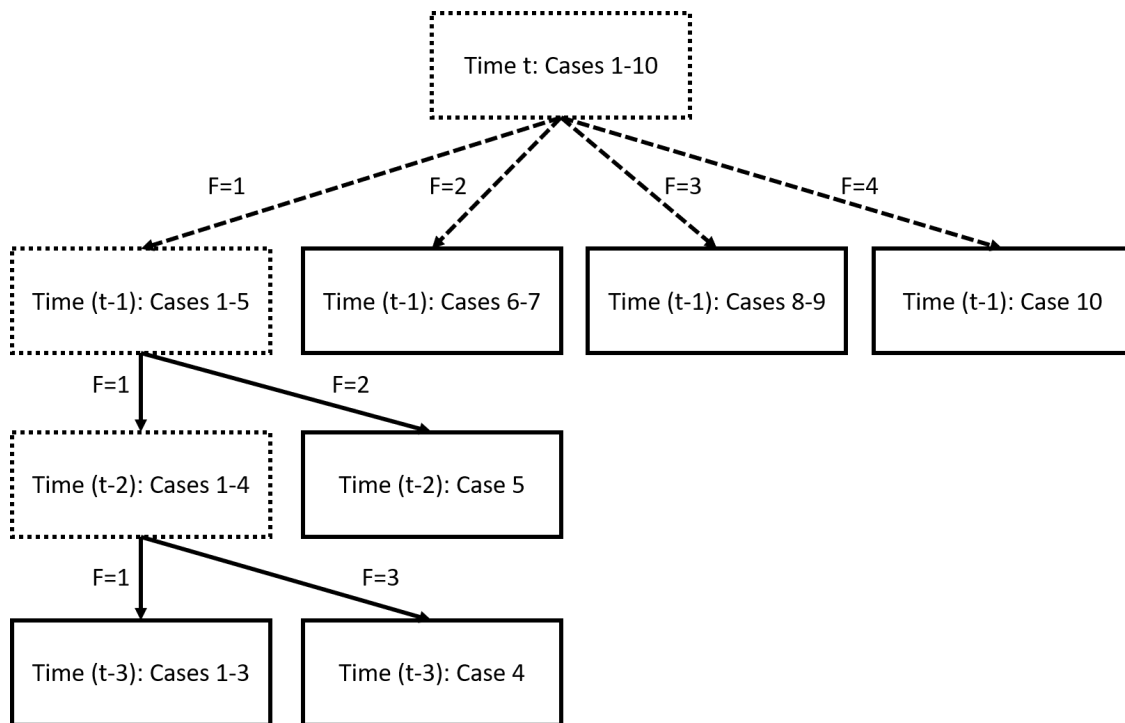 Time t: Cases 1-10
F=1
F=2
F=3
F=4
Time (t-1): Cases 1-5
Time (t-1): Cases 6-7
Time (t-1): Cases 8-9
Time (t-1): Case 10
F=1
F=2
Time (t-2): Cases 1-4
Time (t-2): Case 5
F=1
F=3
Time (t-3): Cases 1-3
Time (t-3): Case 4